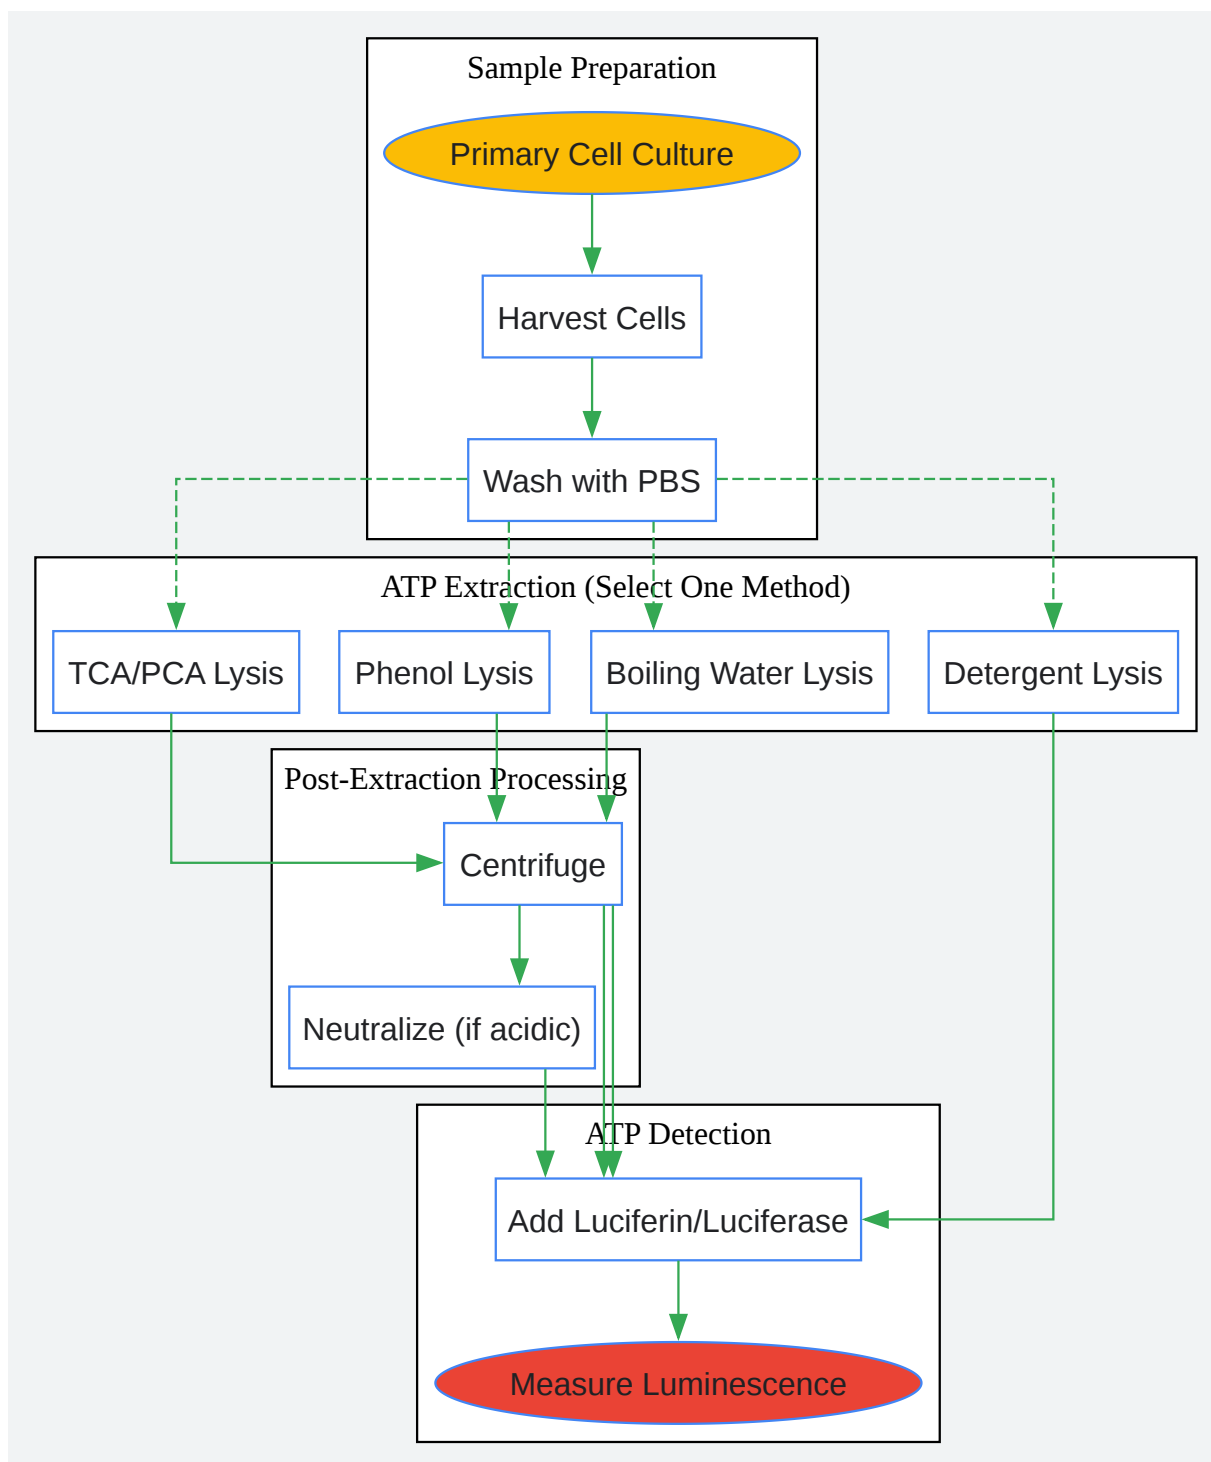 Sample Preparation
Primary Cell Culture
Harvest Cells
Wash with PBS
ATP Extraction (Select One Method)
TCA/PCA Lysis
Phenol Lysis
Boiling Water Lysis
Detergent Lysis
Post-Extraction Processing
Centrifuge
Neutralize (if acidic)
ATP Detection
Add Luciferin/Luciferase
Measure Luminescence